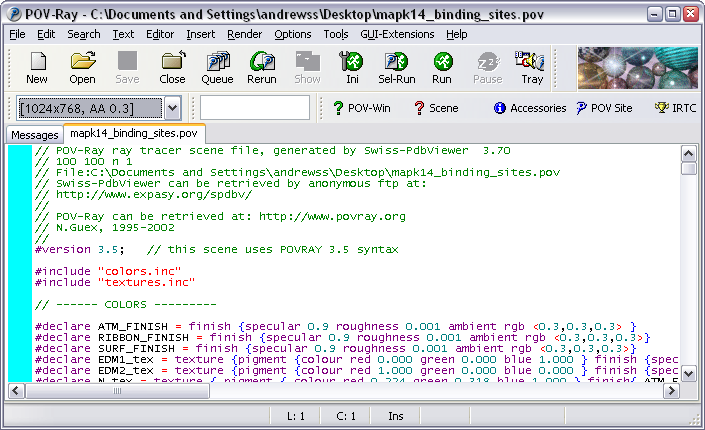 POV-Ray - C:\Documents and Settings\andrewss\Desktop\mapk14_binding_sites.pov
File Edit Search Text Editor Insert Render Options Tools GUI-Extensions Help
New Open Save Close Queue Rerun Show Ini Sel-Run Run Pause Tray
[1024x768, AA 0.3] POV-Win Scene Accessories POV Site IRTC
Messages mapk14_binding_sites.pov
// POV-Ray ray tracer scene file, generated by Swiss-PdbViewer  3.70
// 100 100 n 1
// File:C:\Documents and Settings\andrewss\Desktop\mapk14_binding_sites.pov
// Swiss-PdbViewer can be retrieved by anonymous ftp at:
// http://www.expasy.org/spdbv/
//
// POV-Ray can be retrieved at: http://www.povray.org
// N.Guex, 1995-2002
//
#version 3.5;   // this scene uses POVRAY 3.5 syntax
#include "colors.inc"
#include "textures.inc"
// ------ COLORS ---------
#declare ATM_FINISH = finish {specular 0.9 roughness 0.001 ambient rgb <0.3,0.3,0.3> }
#declare RIBBON_FINISH = finish {specular 0.9 roughness 0.001 ambient rgb <0.3,0.3,0.3>}
#declare SURF_FINISH = finish {specular 0.9 roughness 0.001 ambient rgb <0.3,0.3,0.3>}
#declare EDM1_tex = texture {pigment {colour red 0.000 green 0.000 blue 1.000 } finish {spec
#declare EDM2_tex = texture {pigment {colour red 1.000 green 0.000 blue 0.000 } finish {spec
#declare N_tex = texture { pigment { colour red 0.224 green 0.318 blue 1.000 } finish{ ATM_F
L: 1 C: 1 Ins